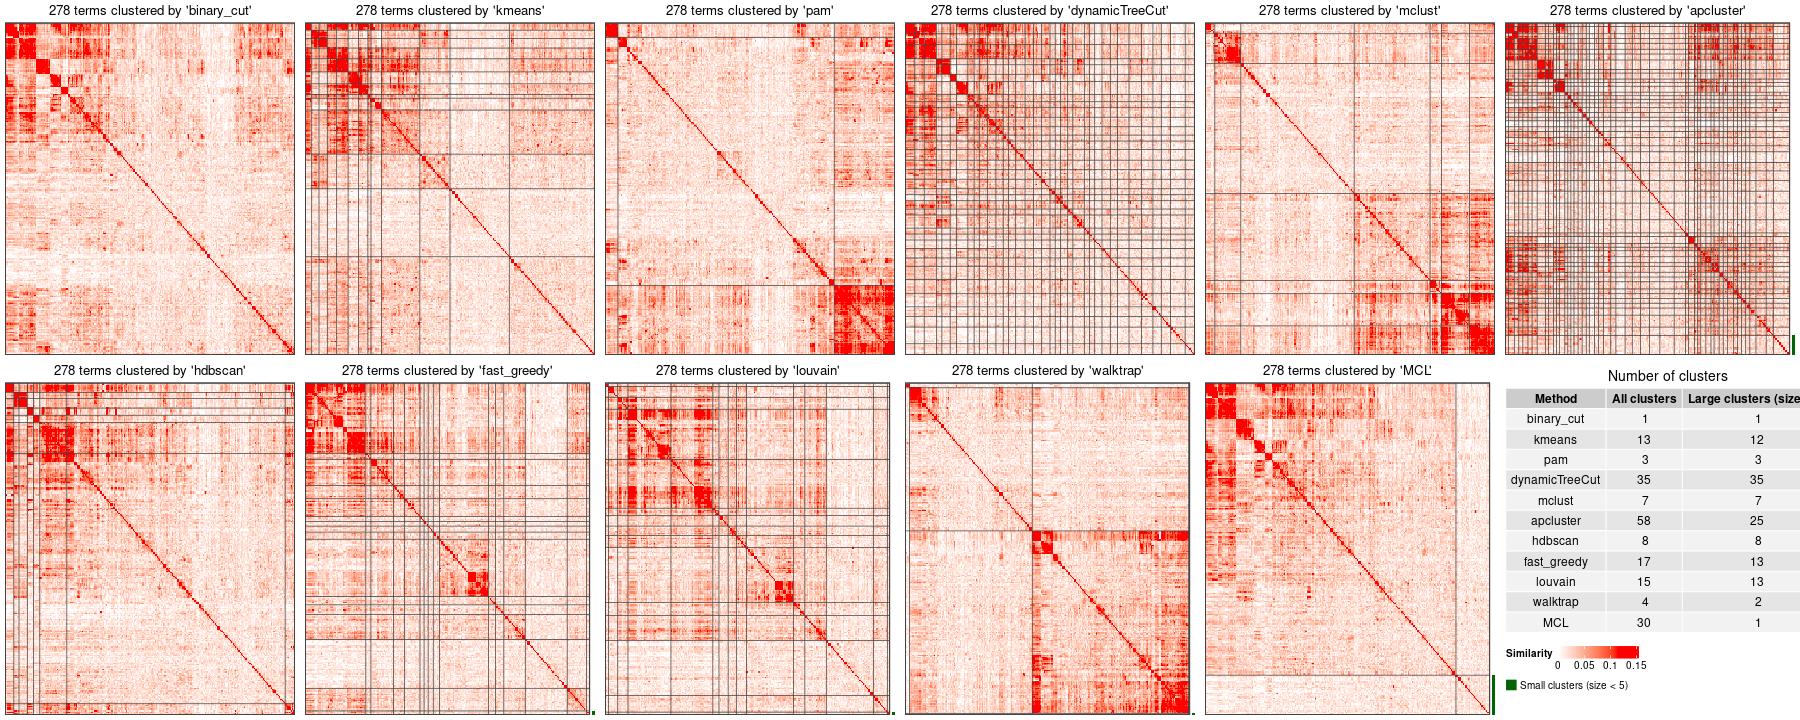 278 terms clustered by 'binary_cut'
278 terms clustered by 'kmeans'
278 terms clustered by 'pam'
278 terms clustered by 'dynamicTreeCut'
278 terms clustered by 'mclust'
278 terms clustered by 'apcluster'
278 terms clustered by 'hdbscan'
278 terms clustered by 'fast_greedy'
278 terms clustered by 'louvain'
278 terms clustered by 'walktrap'
278 terms clustered by 'MCL'
Number of clusters
Method All clusters Large clusters (size
binary_cut 1 1
kmeans 13 12
pam 3 3
dynamicTreeCut 35 35
mclust 7 7
apcluster 58 25
hdbscan 8 8
fast_greedy 17 13
louvain 15 13
walktrap 4 2
MCL 30 1
Similarity
0 0.05 0.1 0.15
Small clusters (size < 5)